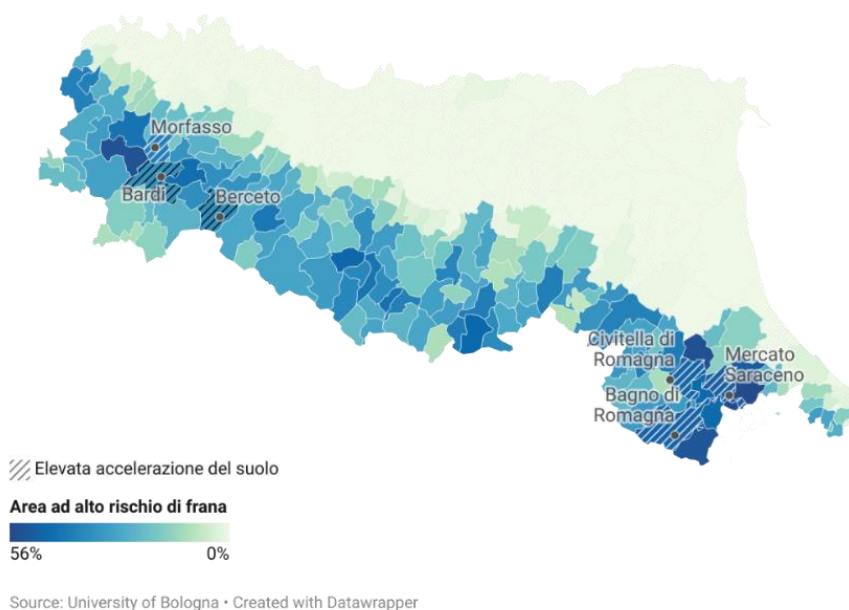 Morfasso
Bardi
Berceto
Civitella di
Romagna
Mercato
Saraceno
Bagno di
Romagna
Elevata accelerazione del suolo
Area ad alto rischio di frana
56%
0%
Source: University of Bologna • Created with Datawrapper